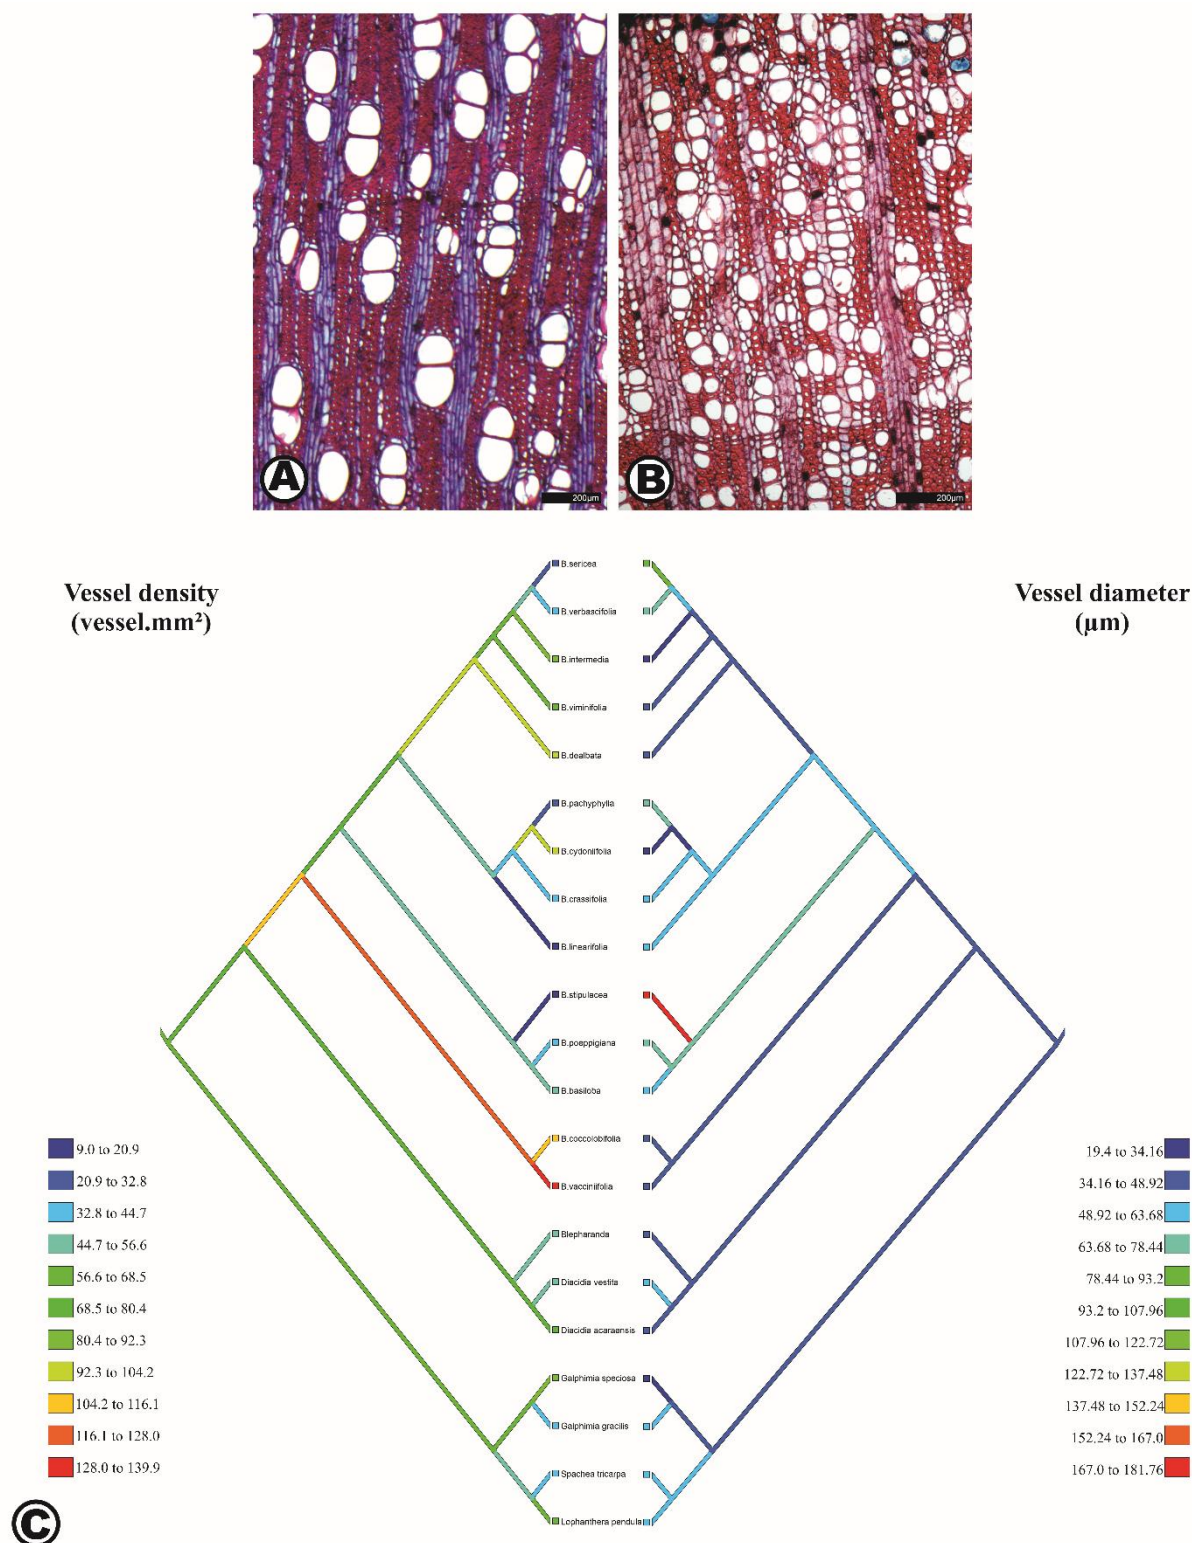 A
200µm
B
200µm
Vessel density
(vessel.mm²)
Vessel diameter
(µm)
B.sericea
B.verbascifolia
B.intermedia
B.viminifolia
B.dealbata
B.pachyphylla
B.cydoniifolia
B.crassifolia
B.linearifolia
B.stipulacea
B.poeppigiana
B.basiloba
B.coccolobifolia
B.vacciniifolia
Blepharanda
Diacidia vestita
Diacidia acaraensis
Galphimia speciosa
Galphimia gracilis
Spachea tricarpa
Lophanthera pendula
9.0 to 20.9
20.9 to 32.8
32.8 to 44.7
44.7 to 56.6
56.6 to 68.5
68.5 to 80.4
80.4 to 92.3
92.3 to 104.2
104.2 to 116.1
116.1 to 128.0
128.0 to 139.9
19.4 to 34.16
34.16 to 48.92
48.92 to 63.68
63.68 to 78.44
78.44 to 93.2
93.2 to 107.96
107.96 to 122.72
122.72 to 137.48
137.48 to 152.24
152.24 to 167.0
167.0 to 181.76
C